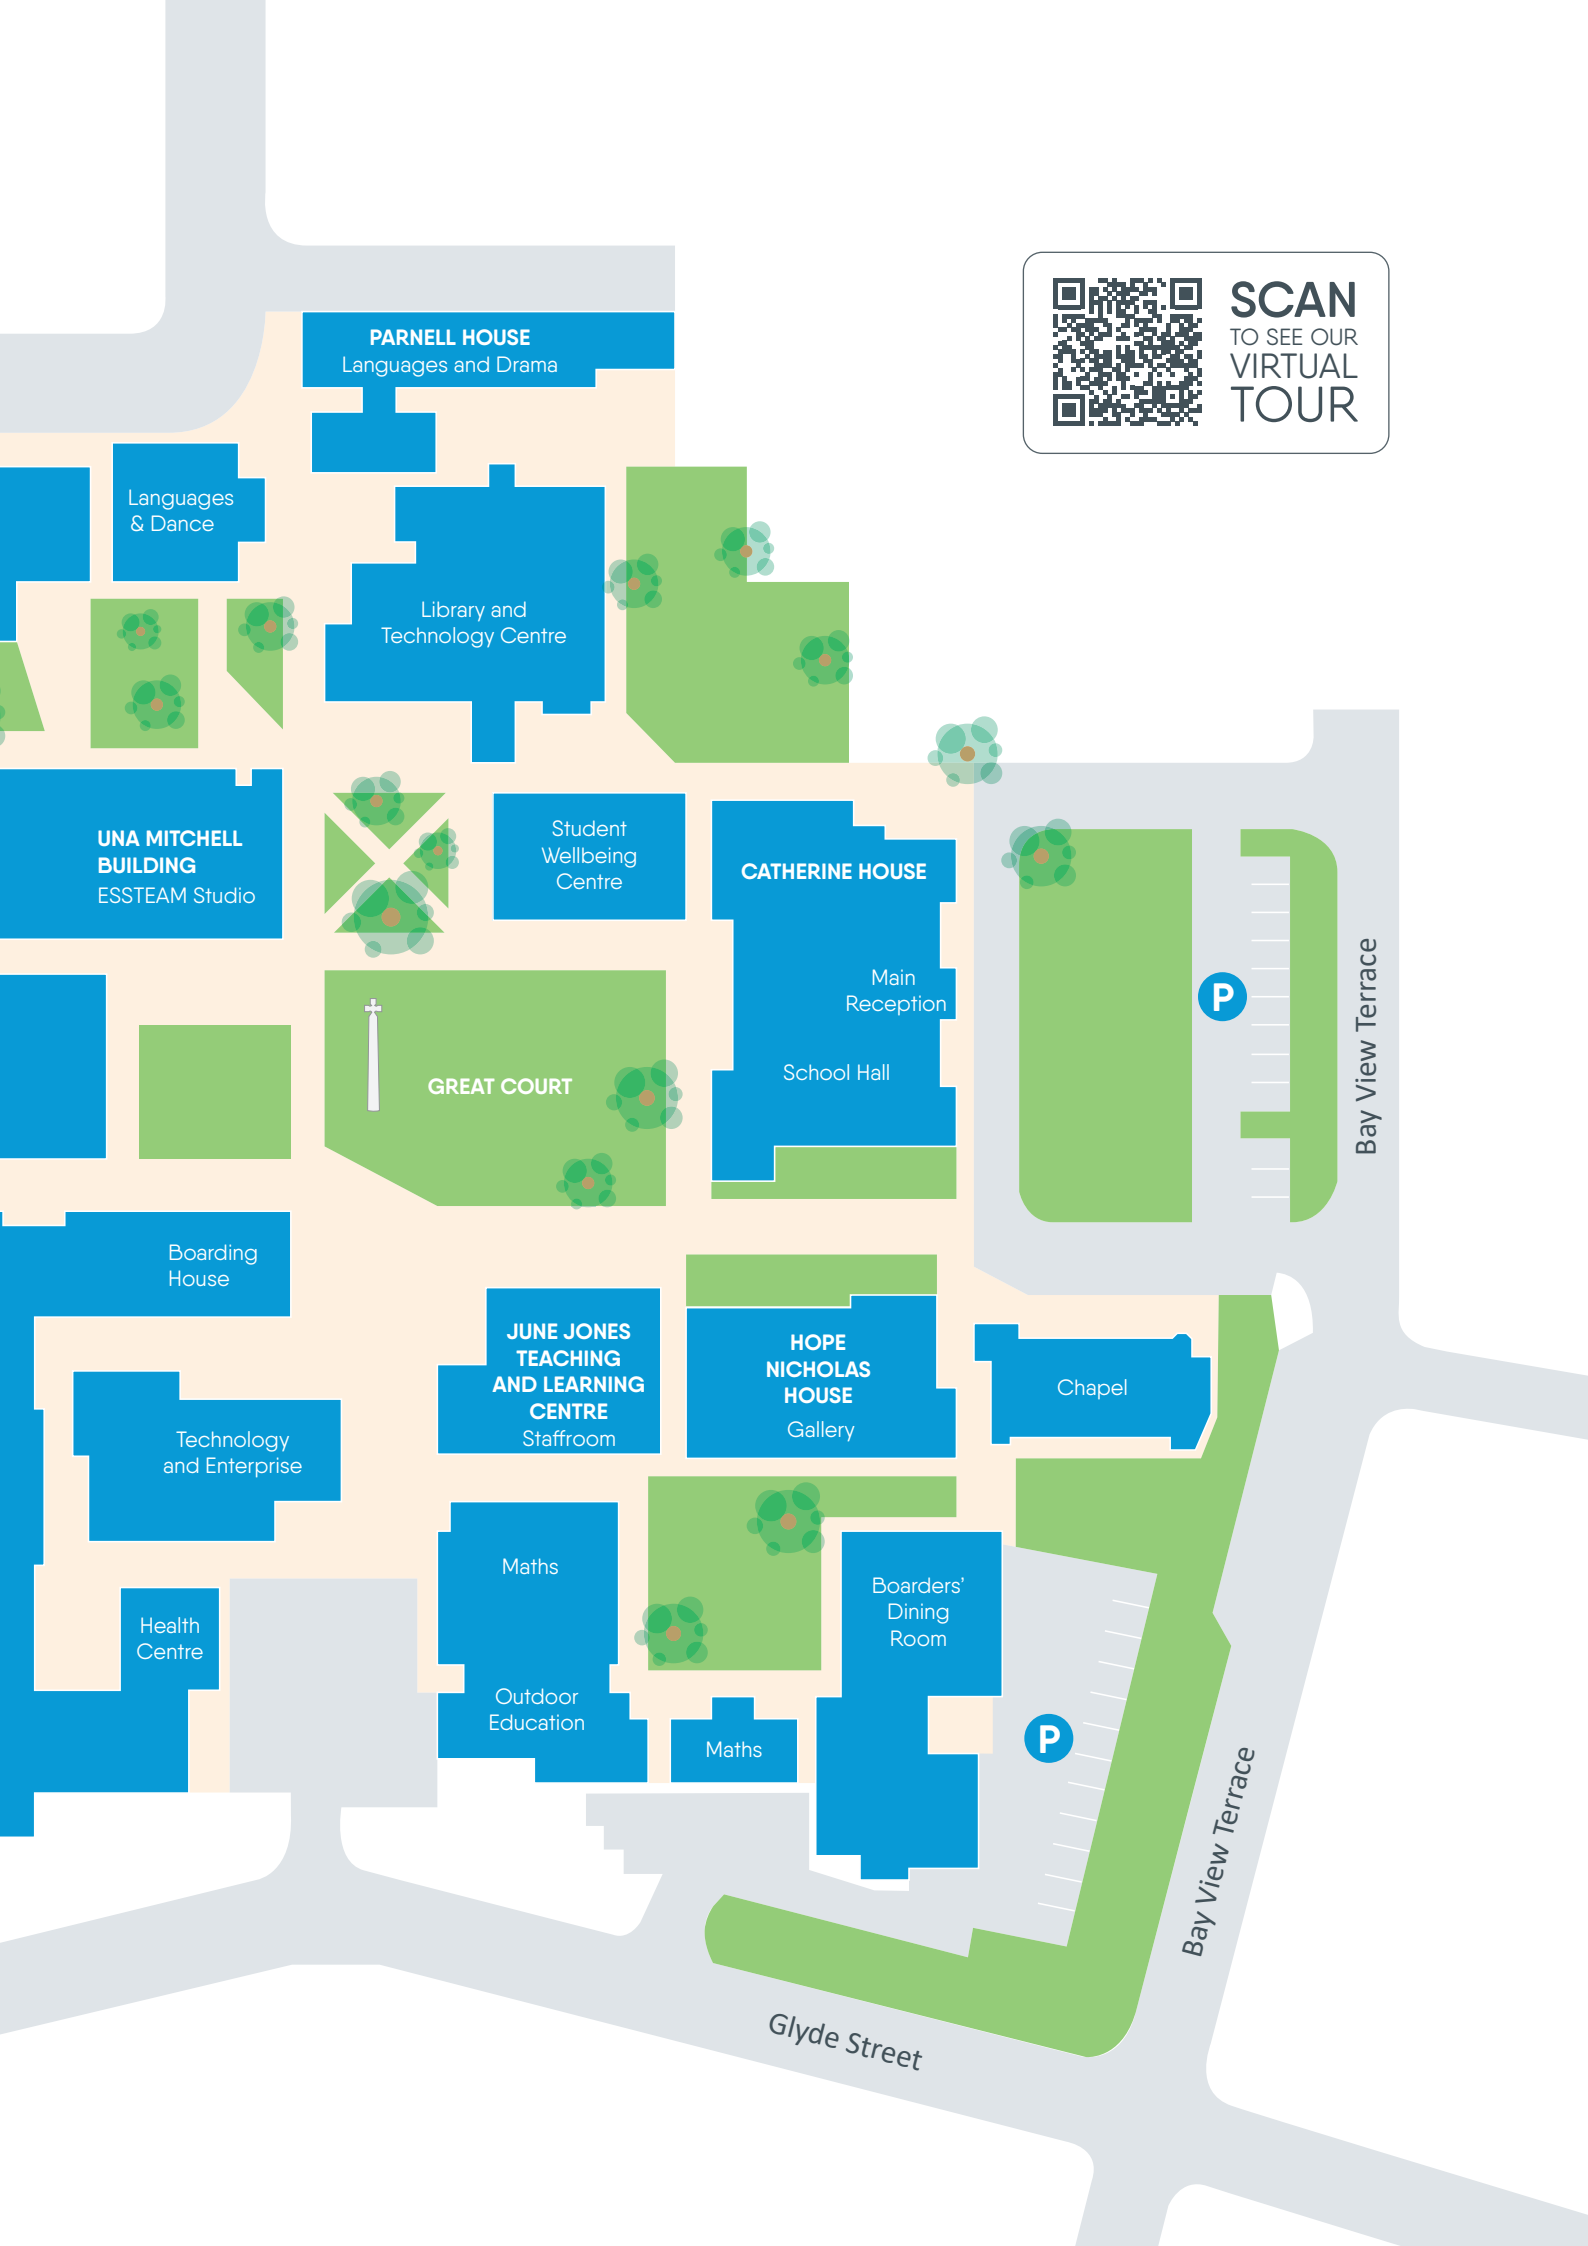 SCAN
TO SEE OUR
VIRTUAL
TOUR
PARNELL HOUSE
Languages and Drama
Languages
& Dance
Library and
Technology Centre
UNA MITCHELL
BUILDING
ESSTEAM Studio
Student
Wellbeing
Centre
CATHERINE HOUSE
Main
Reception
School Hall
P
Bay View Terrace
GREAT COURT
Boarding
House
JUNE JONES
TEACHING
AND LEARNING
CENTRE
Staffroom
HOPE
NICHOLAS
HOUSE
Gallery
Chapel
Technology
and Enterprise
Maths
Boarders'
Dining
Room
Health
Centre
Outdoor
Education
Maths
P
Bay View Terrace
Glyde Street